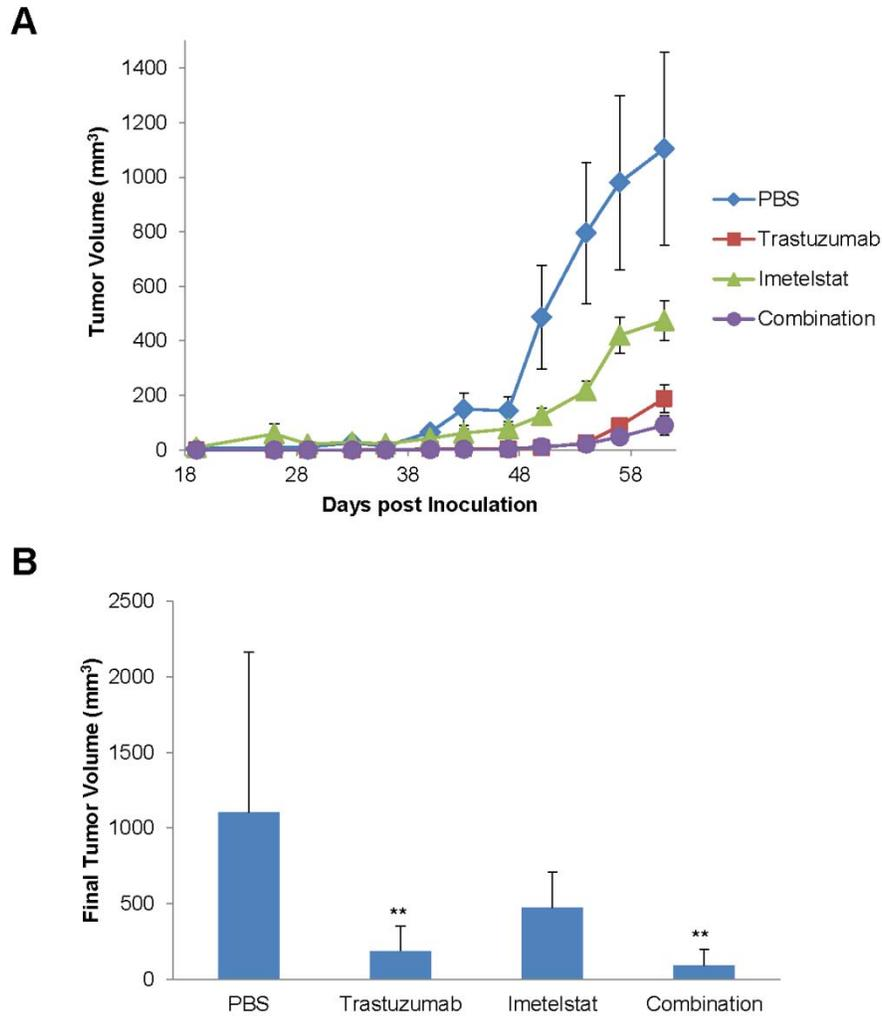 A
Tumor Volume (mm³)
1400
1200
1000
800
600
400
200
0
18 28 38 48 58
Days post Inoculation
PBS
Trastuzumab
Imetelstat
Combination
B
Final Tumor Volume (mm³)
2500
2000
1500
1000
500
0
** **
PBS Trastuzumab Imetelstat Combination